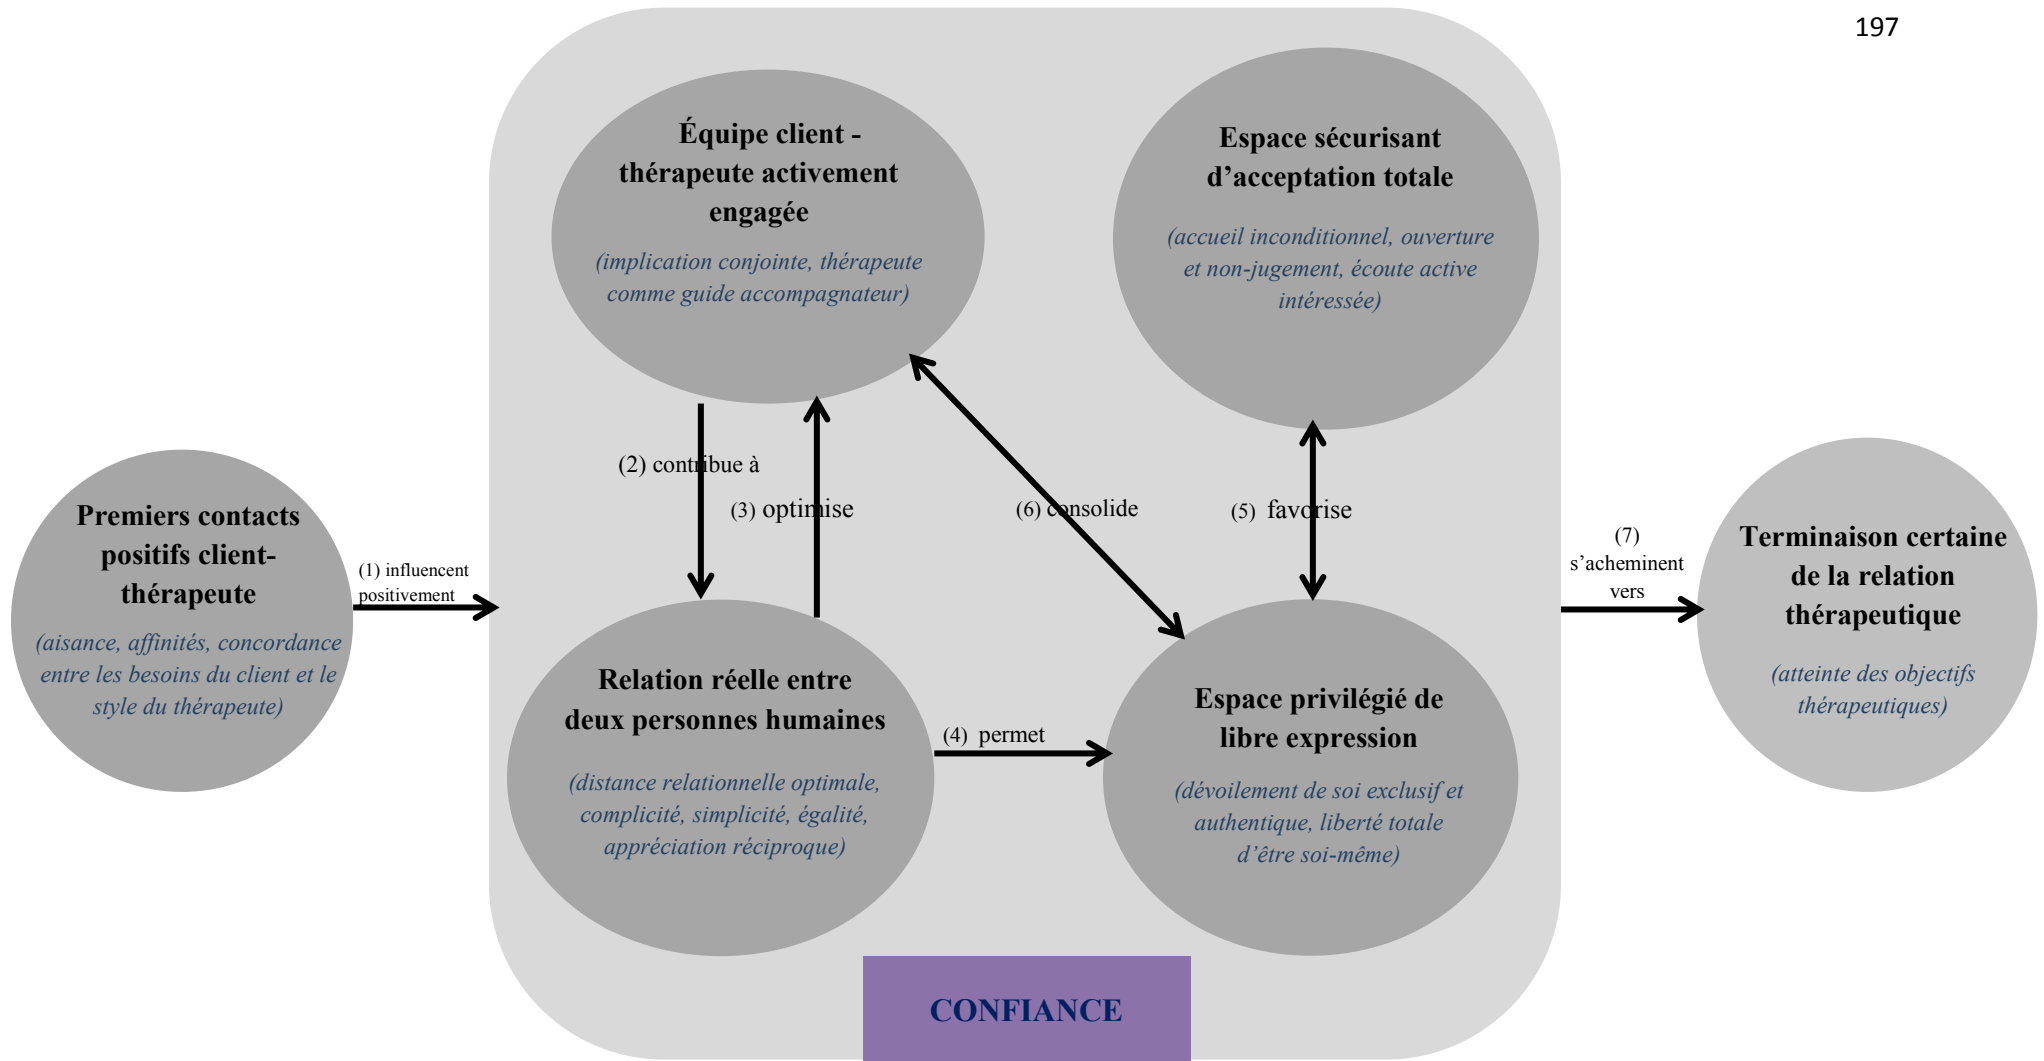 197
Équipe client -
thérapeute activement
engagée
(implication conjointe, thérapeute
comme guide accompagnateur)
Espace sécurisant
d’acceptation totale
(accueil inconditionnel, ouverture
et non-jugement, écoute active
intéressée)
(2) contribue à
(3) optimise
(6) consolide
(5) favorise
Premiers contacts
positifs client-
thérapeute
(aisance, affinités, concordance
entre les besoins du client et le
style du thérapeute)
(1) influencent
positivement
(7)
s’acheminent
vers
Terminaison certaine
de la relation
thérapeutique
(atteinte des objectifs
thérapeutiques)
Relation réelle entre
deux personnes humaines
(distance relationnelle optimale,
complicité, simplicité, égalité,
appréciation réciproque)
(4) permet
Espace privilégié de
libre expression
(dévoilement de soi exclusif et
authentique, liberté totale
d’être soi-même)
CONFIANCE